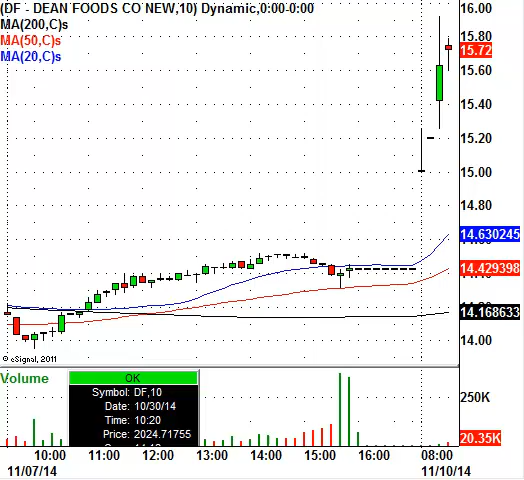 (DF - DEAN FOODS CO NEW,10) Dynamic,0:00-0:00
MA(200,C)s
MA(50,C)s
MA(20,C)s
16.00
15.80
15.72
15.60
15.40
15.20
15.00
14.80
14.630245
14.429398
14.168633
14.00
© eSignal, 2011
Volume
OK
Symbol: DF,10
Date: 10/30/14
Time: 10:20
Price: 2024.71755
250K
20.35K
10:00 11:00 12:00 13:00 14:00 15:00 16:00 08:00
11/07/14 11/10/14